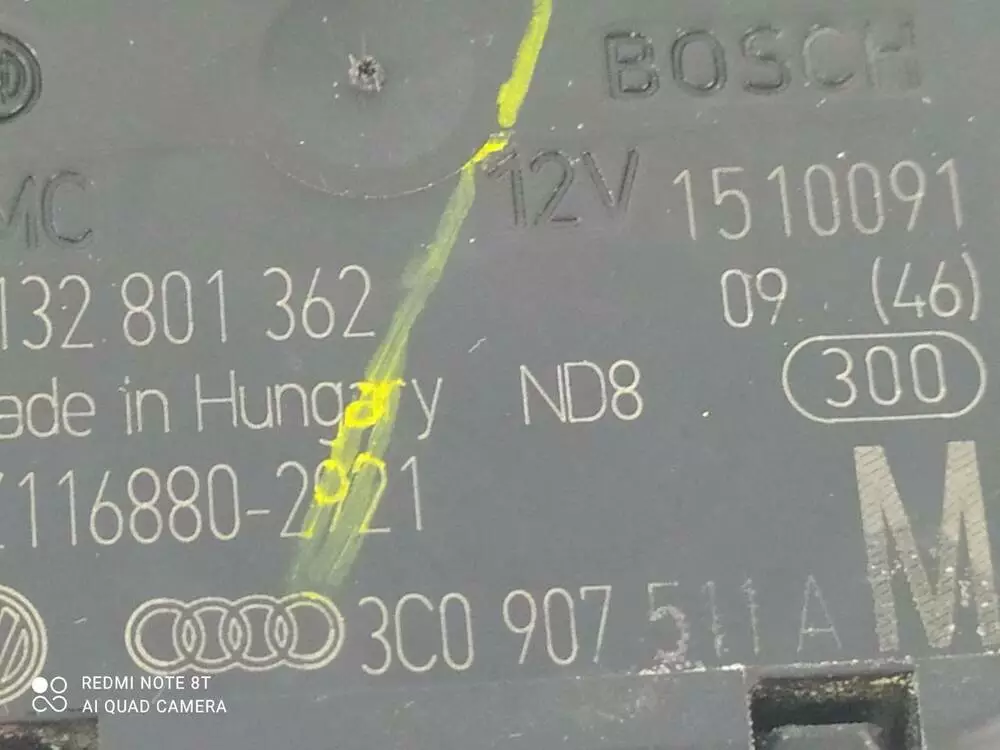 BOSCH
MC 12V 1510091
132 801 362 09 (46)
ade in Hungary ND8 300
116880-2921 M
3C0 907 511 A
REDMI NOTE 8T
AI QUAD CAMERA